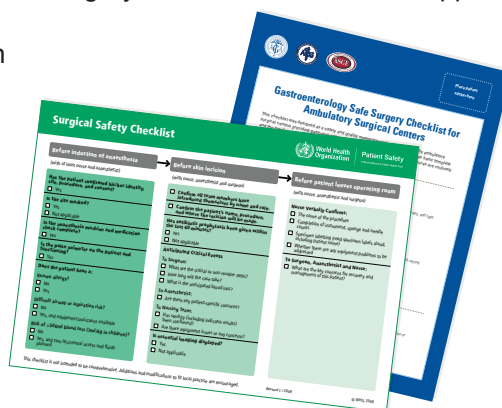 Surgical Safety Checklist
World Health
Organization
Patient Safety
Before induction of anaesthesia
(with at least nurse and anaesthetist)
Has the patient confirmed his/her identity,
site, procedure, and consent?
Yes
Is the site marked?
Yes
Not applicable
Is the anaesthesia machine and medication
check complete?
Yes
Is the pulse oximeter on the patient and
functioning?
Yes
Does the patient have a:
Known allergy?
No
Yes
Difficult airway or aspiration risk?
No
Yes, and equipment/assistance available
Risk of >500ml blood loss (7ml/kg in children)?
No
Yes, and two IVs/central access and fluids
planned
Before skin incision
(with nurse, anaesthetist and surgeon)
Confirm all team members have
introduced themselves by name and role.
Confirm the patient's name, procedure,
and where the incision will be made.
Has antibiotic prophylaxis been given within
the last 60 minutes?
Yes
Not applicable
Anticipated Critical Events
To Surgeon:
What are the critical or non-routine steps?
How long will the case take?
What is the anticipated blood loss?
To Anaesthetist:
Are there any patient-specific concerns?
To Nursing Team:
Has sterility (including indicator results)
been confirmed?
Are there equipment issues or any concerns?
Is essential imaging displayed?
Yes
Not applicable
Before patient leaves operating room
(with nurse, anaesthetist and surgeon)
Nurse Verbally Confirms:
The name of the procedure
Completion of instrument, sponge and needle
counts
Specimen labelling (read specimen labels aloud,
including patient name)
Whether there are any equipment problems to be
addressed
To Surgeon, Anaesthetist and Nurse:
What are the key concerns for recovery and
management of this patient?
This checklist is not intended to be comprehensive. Additions and modifications to fit local practice are encouraged.
Revised 1 / 2009
© WHO, 2009
ASGE
Gastroenterology Safe Surgery Checklist for
Ambulatory Surgical Centers